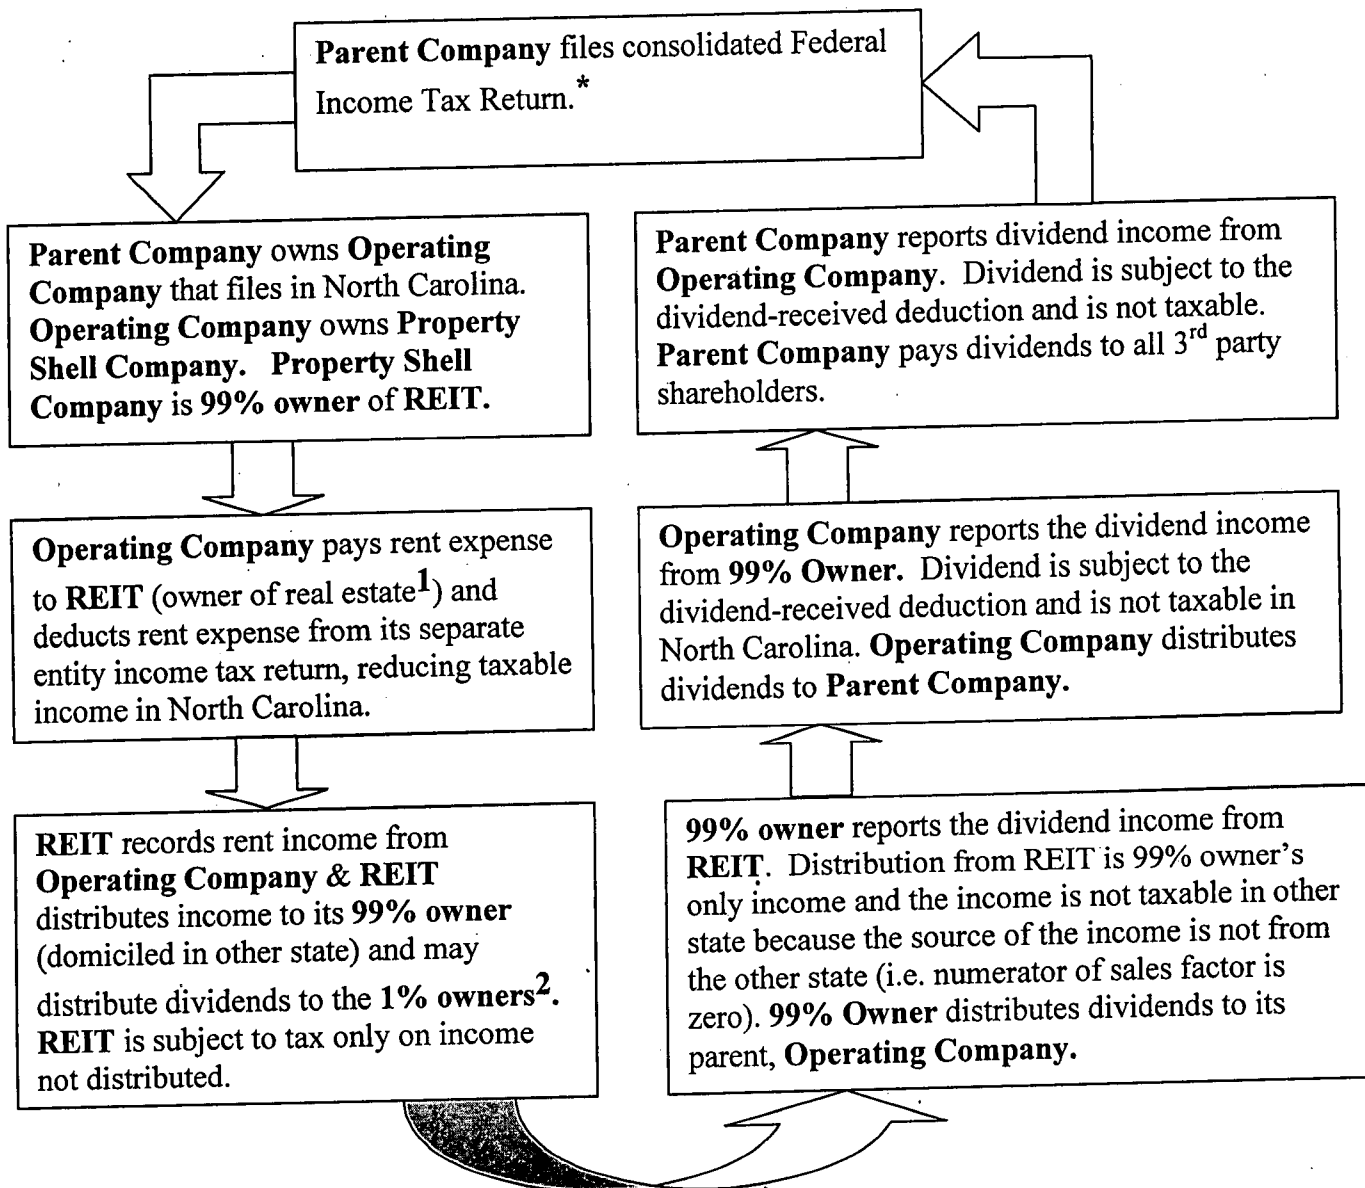 Parent Company files consolidated Federal
Income Tax Return.*
Parent Company owns Operating
Company that files in North Carolina.
Operating Company owns Property
Shell Company. Property Shell
Company is 99% owner of REIT.
Operating Company pays rent expense
to REIT (owner of real estate1) and
deducts rent expense from its separate
entity income tax return, reducing taxable
income in North Carolina.
REIT records rent income from
Operating Company & REIT
distributes income to its 99% owner
(domiciled in other state) and may
distribute dividends to the 1% owners2.
REIT is subject to tax only on income
not distributed.
99% owner reports the dividend income from
REIT. Distribution from REIT is 99% owner's
only income and the income is not taxable in other
state because the source of the income is not from
the other state (i.e. numerator of sales factor is
zero). 99% Owner distributes dividends to its
parent, Operating Company.
Operating Company reports the dividend income
from 99% Owner. Dividend is subject to the
dividend-received deduction and is not taxable in
North Carolina. Operating Company distributes
dividends to Parent Company.
Parent Company reports dividend income from
Operating Company. Dividend is subject to the
dividend-received deduction and is not taxable.
Parent Company pays dividends to all 3rd party
shareholders.